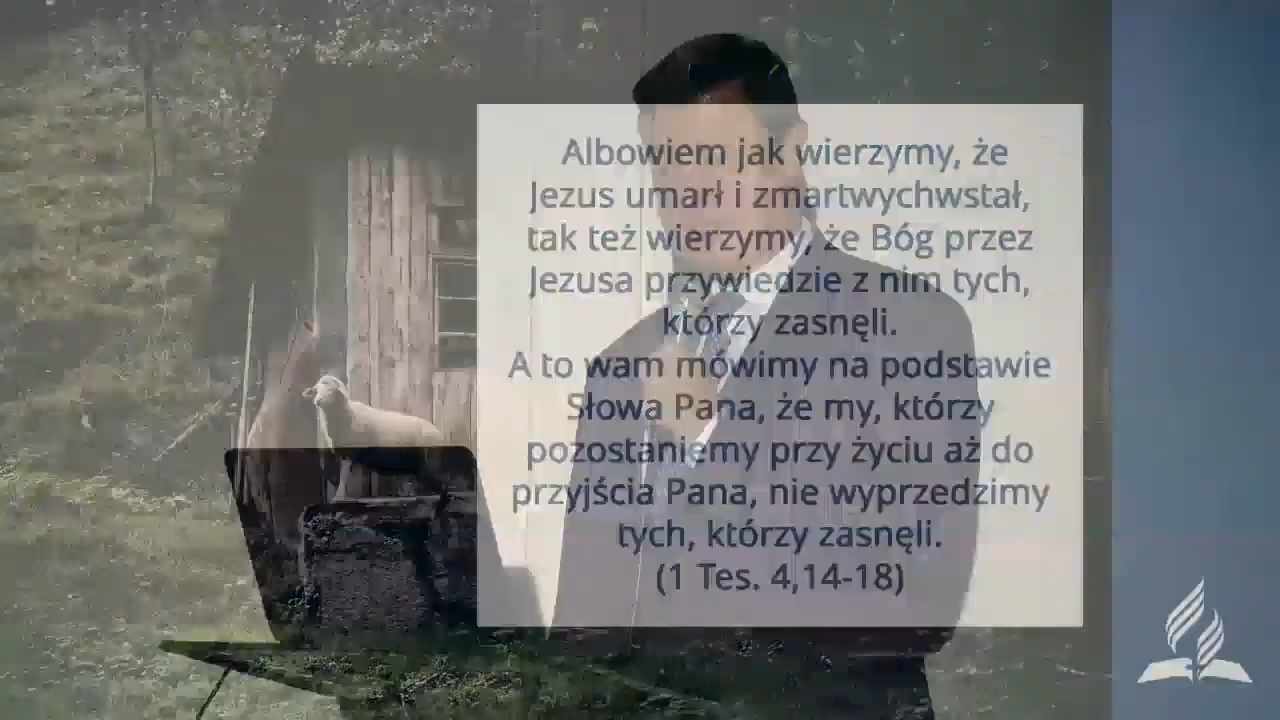 Albowiem jak wierzymy, że
Jezus umarł i zmartwychwstał,
tak też wierzymy, że Bóg przez
Jezusa przywiedzie z nim tych,
którzy zasnęli.
A to wam mówimy na podstawie
Słowa Pana, że my, którzy
pozostaniemy przy życiu aż do
przyjścia Pana, nie wyprzedzimy
tych, którzy zasnęli.
(1 Tes. 4,14-18)